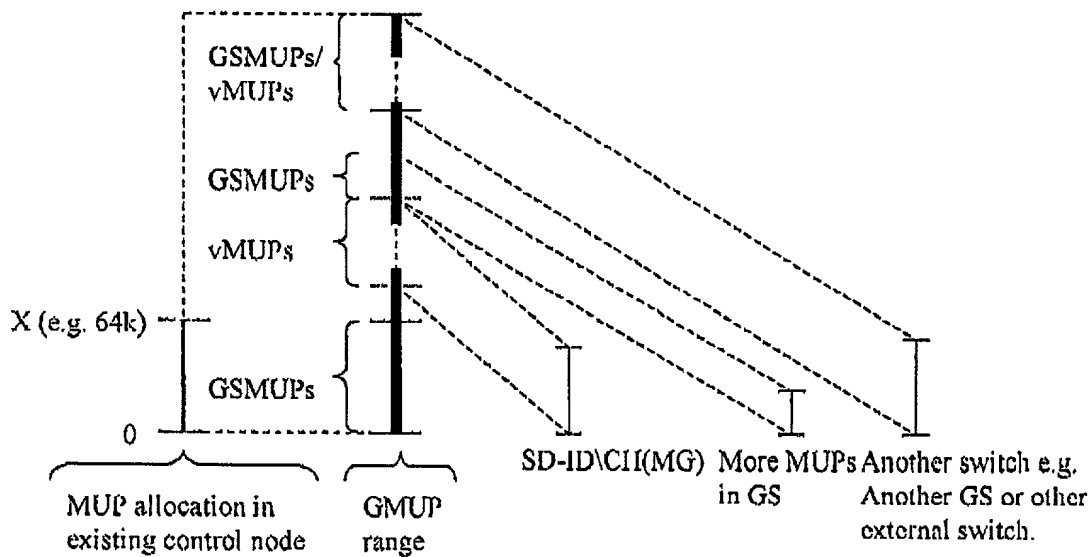 GSMUPs/
vMUPs
GSMUPs
vMUPs
X (e.g. 64k)
GSMUPs
0
SD-ID\CH(MG)
More MUPs
in GS
Another switch e.g.
Another GS or other
external switch.
MUP allocation in
existing control node
GMUP
range